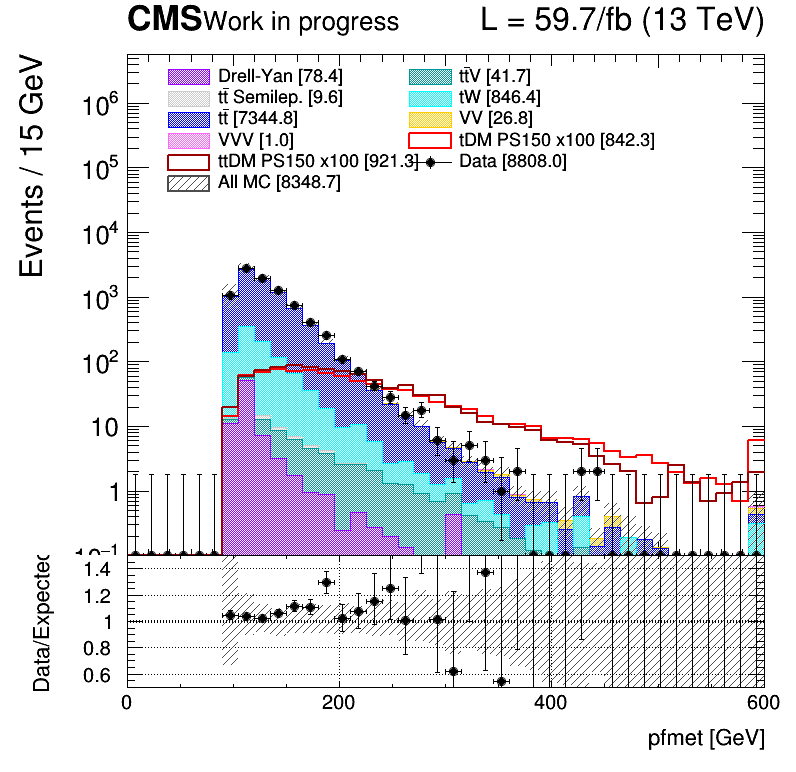 CMS Work in progress L = 59.7/fb (13 TeV)
Events / 15 GeV
Drell-Yan [78.4] tt̄V [41.7]
tt̄ Semilep. [9.6] tW [846.4]
tt̄ [7344.8] VV [26.8]
VVV [1.0] tDM PS150 x100 [842.3]
ttDM PS150 x100 [921.3] Data [8808.0]
All MC [8348.7]
10⁶
10⁵
10⁴
10³
10²
10
1
10⁻¹
Data/Expected
1.4
1.2
1
0.8
0.6
0 200 400 600
pfmet [GeV]